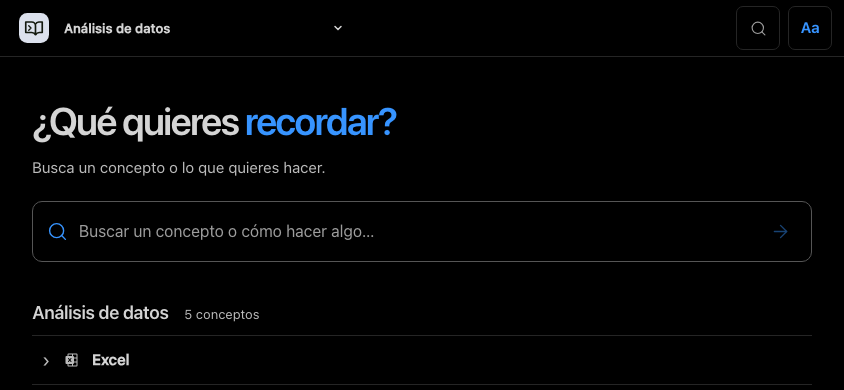 Análisis de datos
Aa
¿Qué quieres recordar?
Busca un concepto o lo que quieres hacer.
Buscar un concepto o cómo hacer algo...
Análisis de datos 5 conceptos
Excel